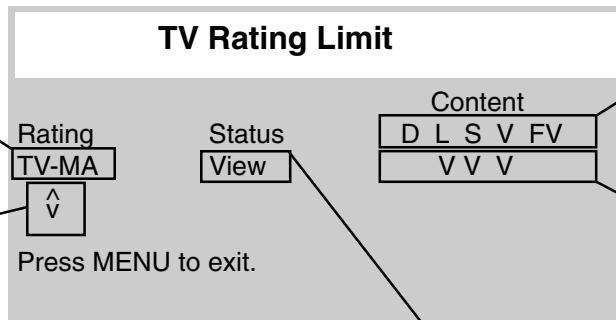 TV Rating Limit
Content
Rating Status D L S V FV
TV-MA View V V V
^
v
Press MENU to exit.